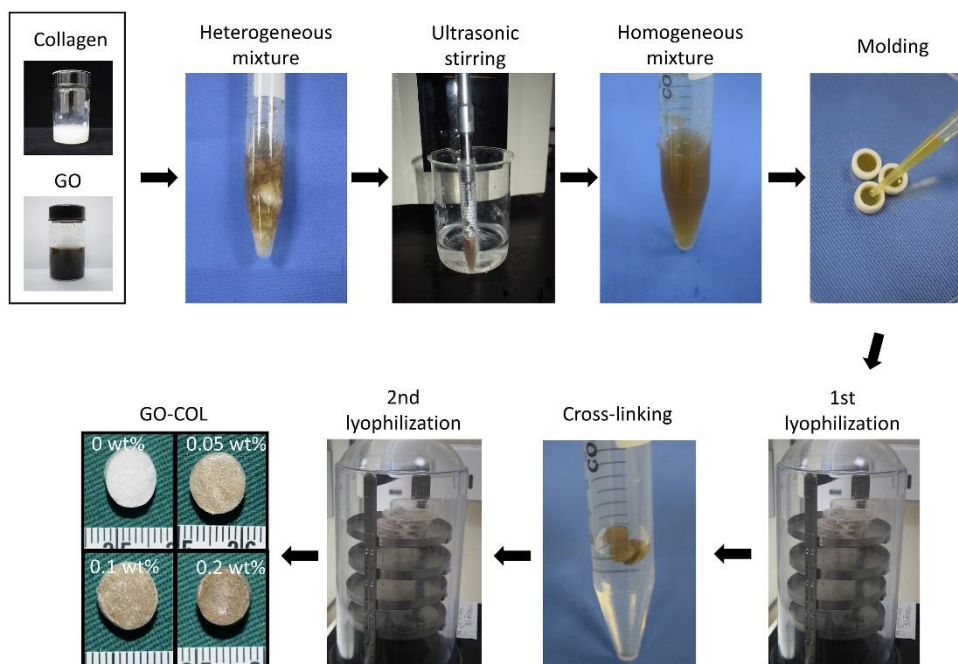 Collagen
GO
Heterogeneous
mixture
Ultrasonic
stirring
Homogeneous
mixture
Molding
1st
lyophilization
Cross-linking
2nd
lyophilization
GO-COL
0 wt%
0.05 wt%
0.1 wt%
0.2 wt%